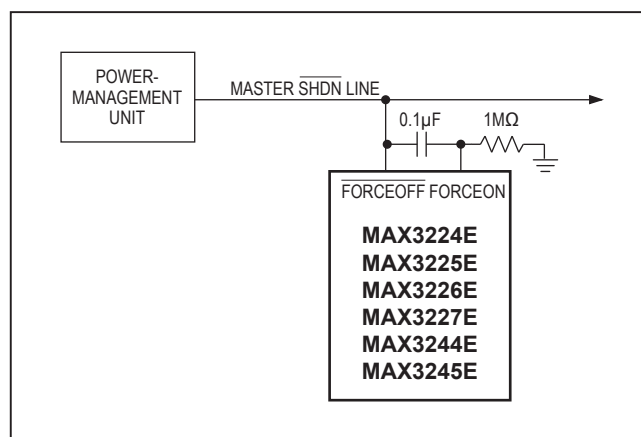 POWER-
MANAGEMENT
UNIT
MASTER SHDN LINE
0.1µF
1MΩ
FORCEOFF FORCEON
MAX3224E
MAX3225E
MAX3226E
MAX3227E
MAX3244E
MAX3245E